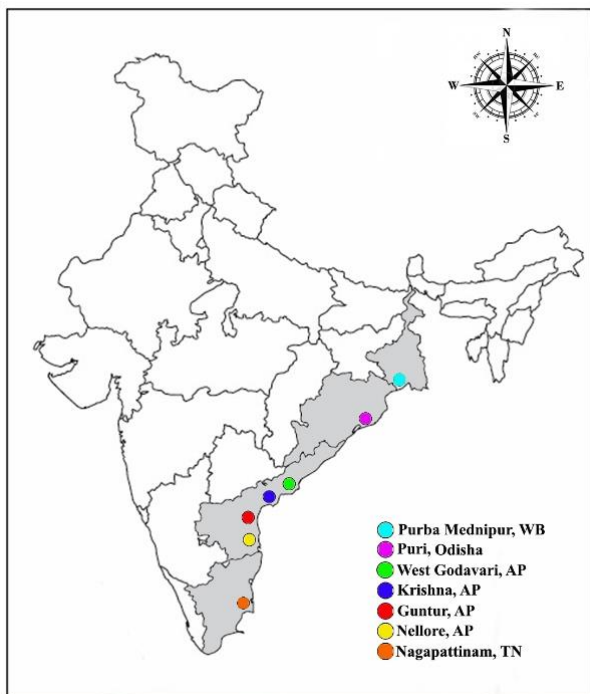 N
W
E
S
Purba Mednipur, WB
Puri, Odisha
West Godavari, AP
Krishna, AP
Guntur, AP
Nellore, AP
Nagapattinam, TN